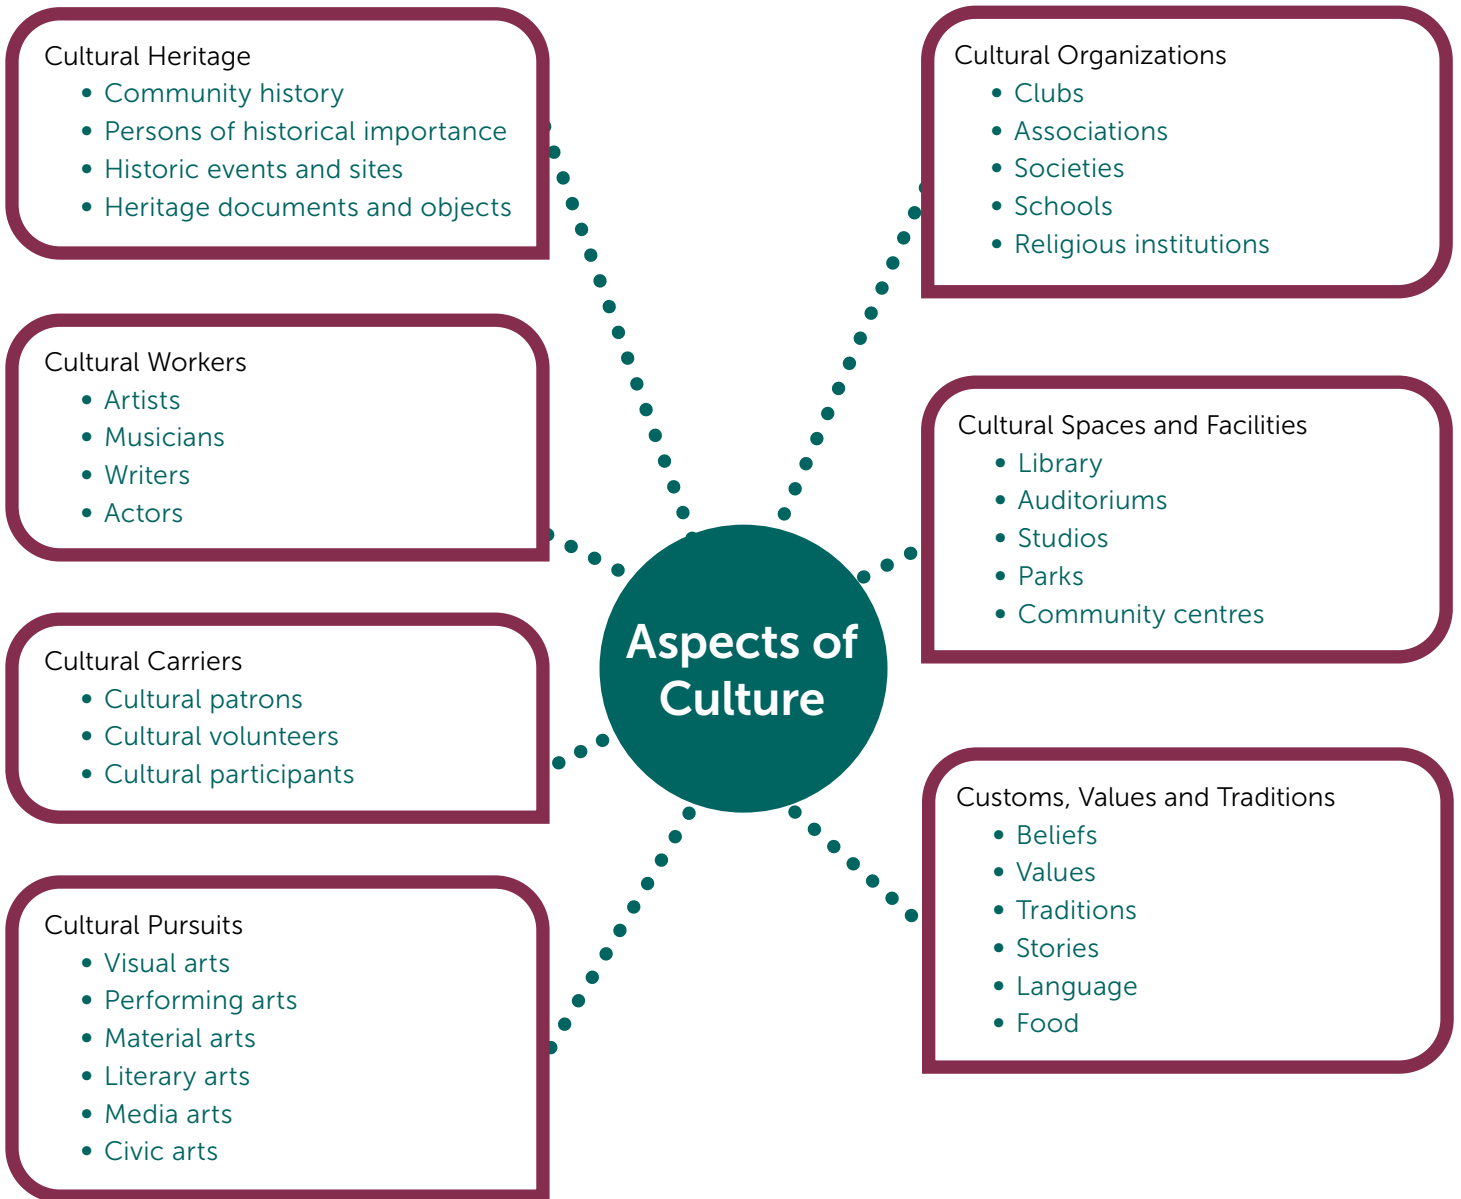 Cultural Heritage
• Community history
• Persons of historical importance
• Historic events and sites
• Heritage documents and objects
Cultural Workers
• Artists
• Musicians
• Writers
• Actors
Cultural Carriers
• Cultural patrons
• Cultural volunteers
• Cultural participants
Cultural Pursuits
• Visual arts
• Performing arts
• Material arts
• Literary arts
• Media arts
• Civic arts
Aspects of
Culture
Cultural Organizations
• Clubs
• Associations
• Societies
• Schools
• Religious institutions
Cultural Spaces and Facilities
• Library
• Auditoriums
• Studios
• Parks
• Community centres
Customs, Values and Traditions
• Beliefs
• Values
• Traditions
• Stories
• Language
• Food